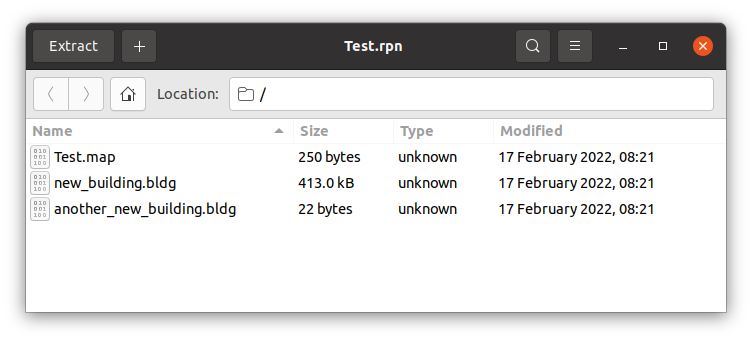 Extract + Test.rpn
Location: /
Name Size Type Modified
Test.map 250 bytes unknown 17 February 2022, 08:21
new_building.bldg 413.0 kB unknown 17 February 2022, 08:21
another_new_building.bldg 22 bytes unknown 17 February 2022, 08:21